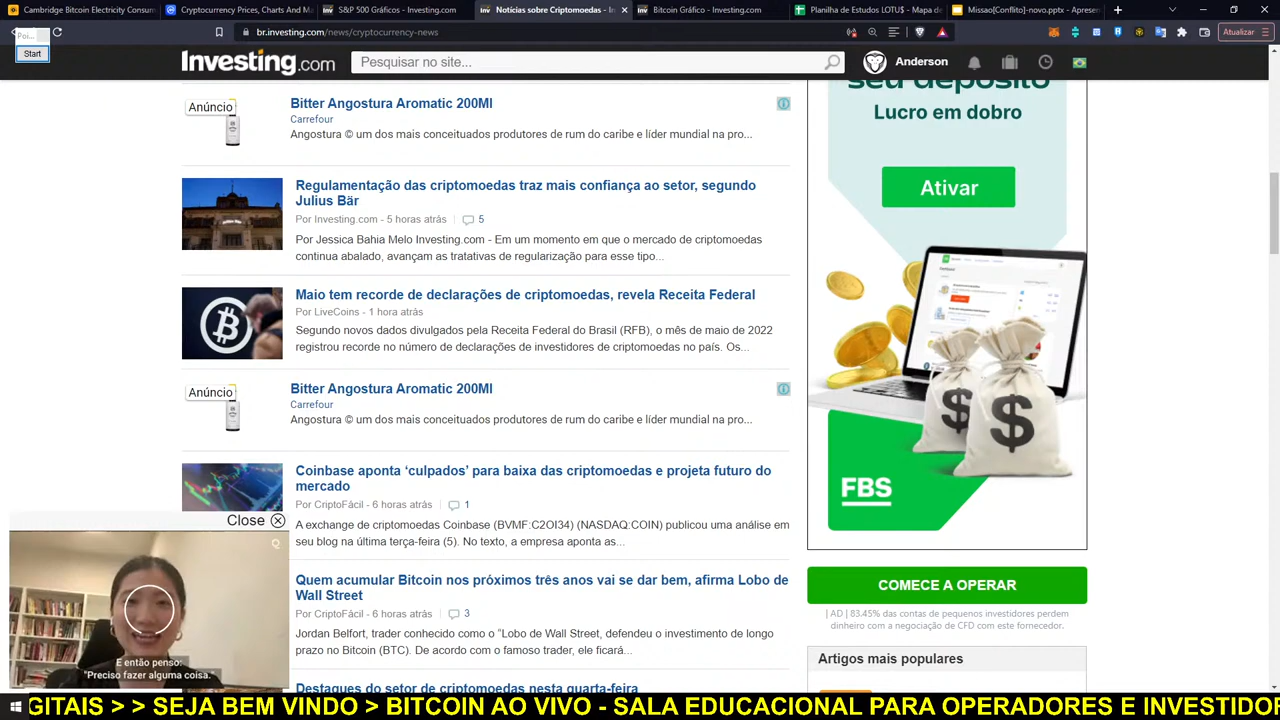 Cambridge Bitcoin Electricity Consum
Cryptocurrency Prices, Charts And M
S&P 500 Gráficos - Investing.com
Notícias sobre Criptomoedas - In
Bitcoin Gráfico - Investing.com
Planilha de Estudos LOTUS - Mapa de
Missao[Conflito]-novo.pptx - Apresen
br.investing.com/news/cryptocurrency-news
Atualizar
Poi...
Start
Investing.com
Pesquisar no site...
Anderson
Anúncio
Bitter Angostura Aromatic 200Ml
Carrefour
Angostura © um dos mais conceituados produtores de rum do caribe e líder mundial na pro...
Regulamentação das criptomoedas traz mais confiança ao setor, segundo
Julius Bär
Por Investing.com - 5 horas atrás
5
Por Jessica Bahia Melo Investing.com - Em um momento em que o mercado de criptomoedas
continua abalado, avançam as tratativas de regularização para esse tipo...
Maio tem recorde de declarações de criptomoedas, revela Receita Federal
Por LiveCoins - 1 hora atrás
Segundo novos dados divulgados pela Receita Federal do Brasil (RFB), o mês de maio de 2022
registrou recorde no número de declarações de investidores de criptomoedas no país. Os...
Anúncio
Bitter Angostura Aromatic 200Ml
Carrefour
Angostura © um dos mais conceituados produtores de rum do caribe e líder mundial na pro...
Coinbase aponta ‘culpados’ para baixa das criptomoedas e projeta futuro do
mercado
Por CriptoFácil - 6 horas atrás
1
A exchange de criptomoedas Coinbase (BVMF:C2OI34) (NASDAQ:COIN) publicou uma análise em
seu blog na última terça-feira (5). No texto, a empresa aponta as...
Quem acumular Bitcoin nos próximos três anos vai se dar bem, afirma Lobo de
Wall Street
Por CriptoFácil - 6 horas atrás
3
Jordan Belfort, trader conhecido como o “Lobo de Wall Street, defendeu o investimento de longo
prazo no Bitcoin (BTC). De acordo com o famoso trader, ele ficará...
Destaques do setor de criptomoedas nesta quarta-feira
seu depósito
Lucro em dobro
Ativar
$
$
FBS
COMECE A OPERAR
| AD | 83.45% das contas de pequenos investidores perdem
dinheiro com a negociação de CFD com este fornecedor.
Artigos mais populares
Close
Q
E então penso:
"Preciso fazer alguma coisa."
GITAIS > > SEJA BEM VINDO > BITCOIN AO VIVO - SALA EDUCACIONAL PARA OPERADORES E INVESTIDOR